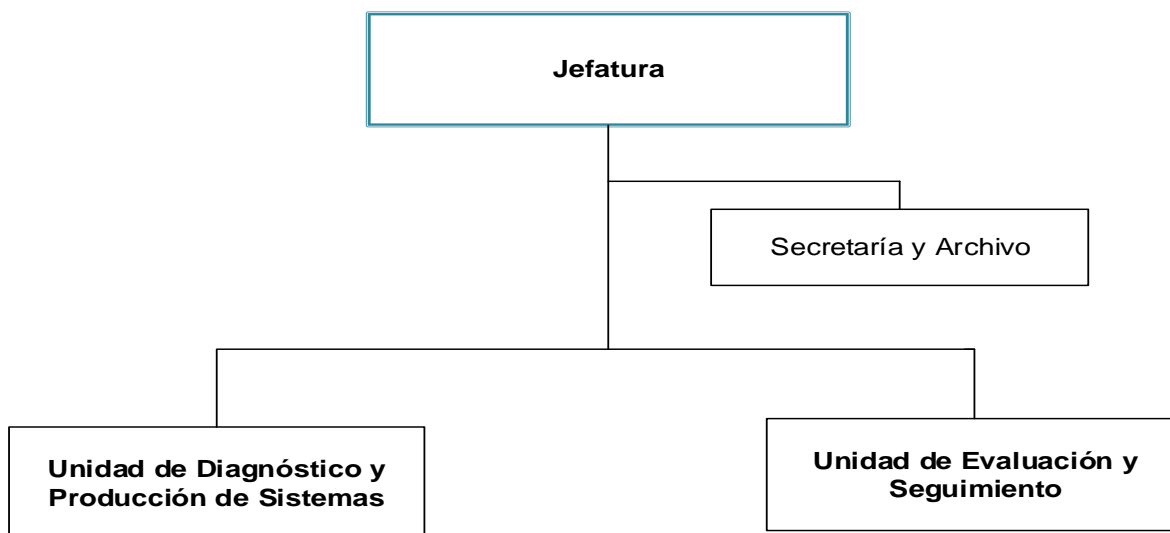 Jefatura
Secretaría y Archivo
Unidad de Diagnóstico y
Producción de Sistemas
Unidad de Evaluación y
Seguimiento